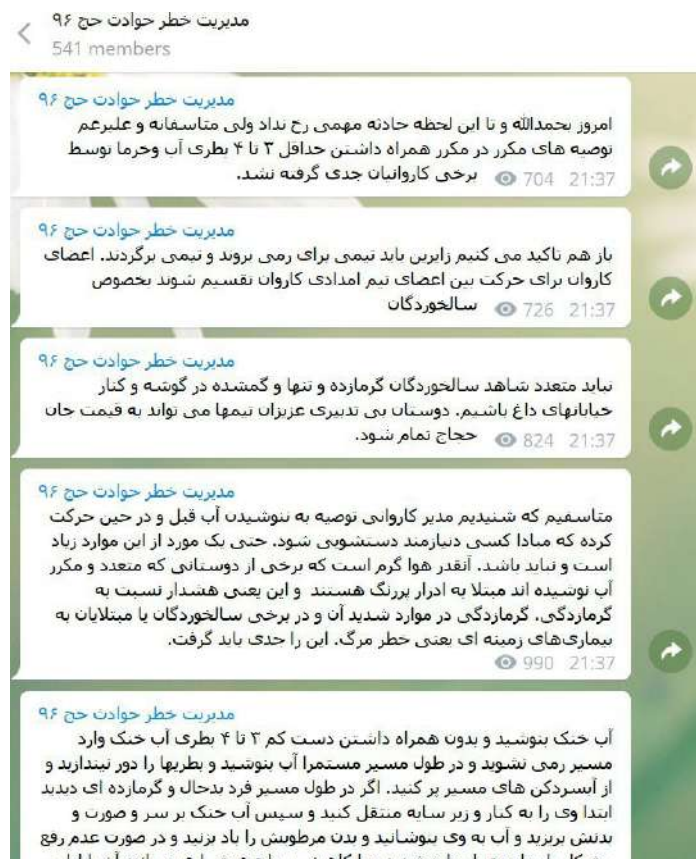 مدیریت خطر حوادث حج ۹۶
541 members
مدیریت خطر حوادث حج ۹۶
امروز بحمدالله و تا این لحظه حادثه مهمی رخ نداد ولی متاسفانه و علیرغم
توصیه های مکرر در مکرر همراه داشتن حداقل ۳ تا ۴ بطری آب وخرما توسط
برخی کاروانیان جدی گرفته نشد.
704 21:37
مدیریت خطر حوادث حج ۹۶
باز هم تاکید می کنیم زایرین باید تیمی برای رمی بروند و تیمی برگردند. اعضای
کاروان برای حرکت بین اعضای تیم امدادی کاروان تقسیم شوند بخصوص
سالخوردگان
726 21:37
مدیریت خطر حوادث حج ۹۶
نباید متعدد شاهد سالخوردگان گرمازده و تنها و گمشده در گوشه و کنار
خیابانهای داغ باشیم. دوستان بی تدبیری عزیزان تیمها می تواند به قیمت جان
حجاج تمام شود.
824 21:37
مدیریت خطر حوادث حج ۹۶
متاسفیم که شنیدیم مدیر کاروانی توصیه به ننوشیدن آب قبل و در حین حرکت
کرده که مبادا کسی دنیازمند دستشویی شود. حتی یک مورد از این موارد زیاد
است و نباید باشد. آنقدر هوا گرم است که برخی از دوستانی که متعدد و مکرر
آب نوشیده اند مبتلا به ادرار پررنگ هستند و این یعنی هشدار نسبت به
گرمازدگی. گرمازدگی در موارد شدید آن و در برخی سالخوردگان یا مبتلایان به
بیماری‌های زمینه ای یعنی خطر مرگ. این را جدی باید گرفت.
990 21:37
مدیریت خطر حوادث حج ۹۶
آب خنک بنوشید و بدون همراه داشتن دست کم ۳ تا ۴ بطری آب خنک وارد
مسیر رمی نشوید و در طول مسیر مستمرا آب بنوشید و بطریها را دور نیندازید و
از آبسردکن های مسیر پر کنید. اگر در طول مسیر فرد بدحال و گرمازده ای دیدید
ابتدا وی را به کنار و زیر سایه منتقل کنید و سپس آب خنک بر سر و صورت و
بدنش بریزید و آب به وی بنوشانید و بدن مرطوبش را باد بزنید و در صورت عدم رفع